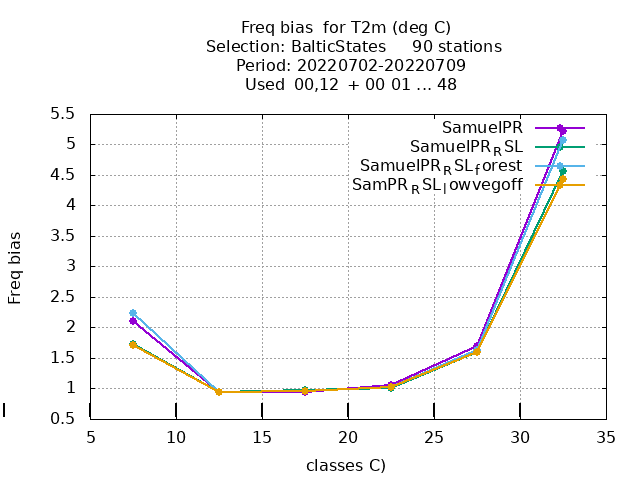 Freq bias  for T2m (deg C)
Selection: BalticStates     90 stations
Period: 20220702-20220709
Used  00,12  + 00 01 ... 48
SamuelPR
SamuelPR_RSL
SamuelPR_RSL_forest
SamPR_RSL_lowvegoff
5.5
5
4.5
4
3.5
3
2.5
2
1.5
1
0.5
Freq bias
5 10 15 20 25 30 35
classes C)